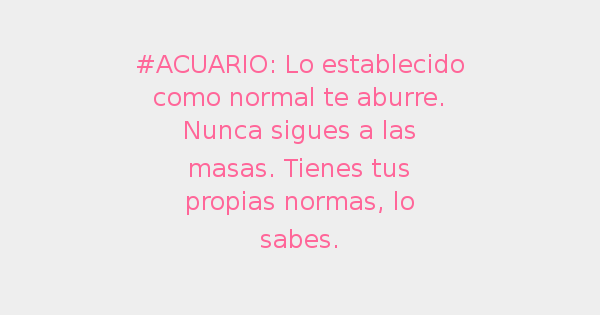 #ACUARIO: Lo establecido
como normal te aburre.
Nunca sigues a las
masas. Tienes tus
propias normas, lo
sabes.